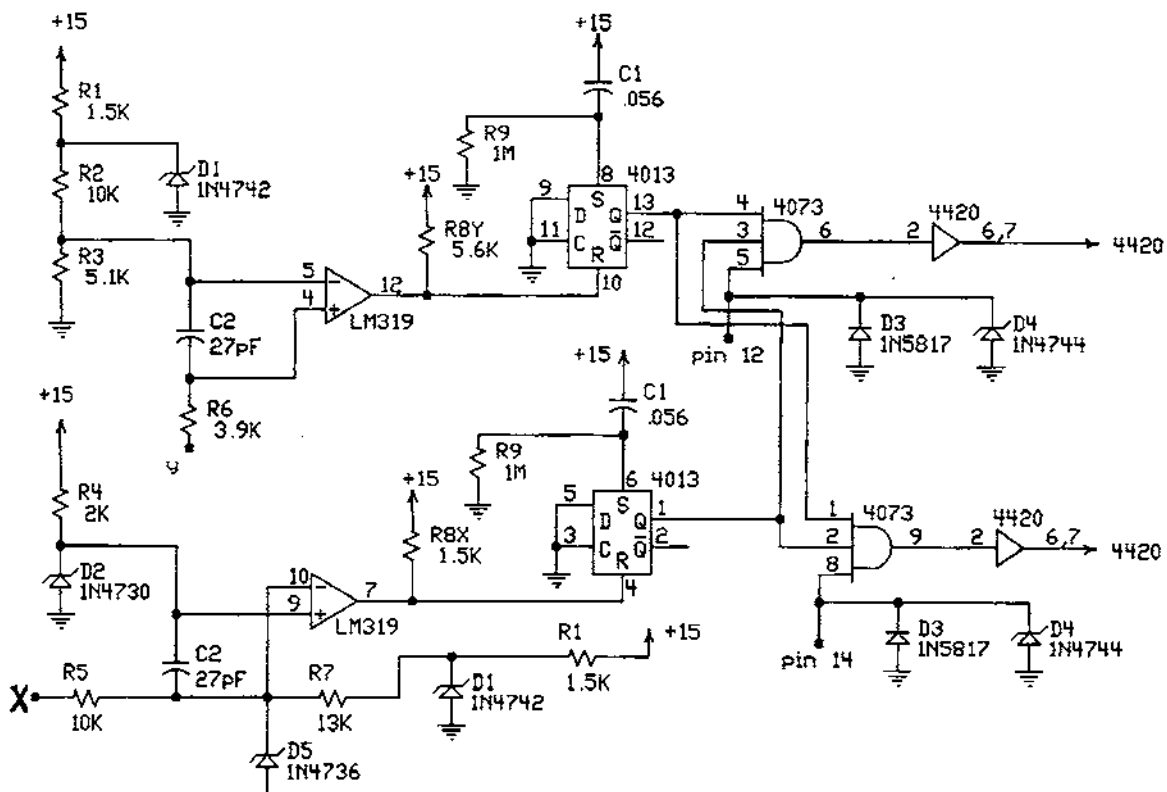 +15
R1
1.5K
R2
10K
D1
1N4742
R3
5.1K
C2
27pF
5
4
12
LM319
R6
3.9K
y
+15
R8Y
5.6K
+15
C1
.056
R9
1M
8
4013
9
11
S
D
Q
C
Q
R
13
12
10
4
3
5
4073
6
2
4420
6,7
4420
pin 12
D3
1N5817
D4
1N4744
+15
R4
2K
D2
1N4730
10
9
7
LM319
C2
27pF
X
R5
10K
R7
13K
D5
1N4736
D1
1N4742
R1
1.5K
+15
+15
R8X
1.5K
+15
C1
.056
R9
1M
6
4013
5
3
S
D
Q
C
Q
R
1
2
4
1
2
8
4073
9
2
4420
6,7
4420
pin 14
D3
1N5817
D4
1N4744